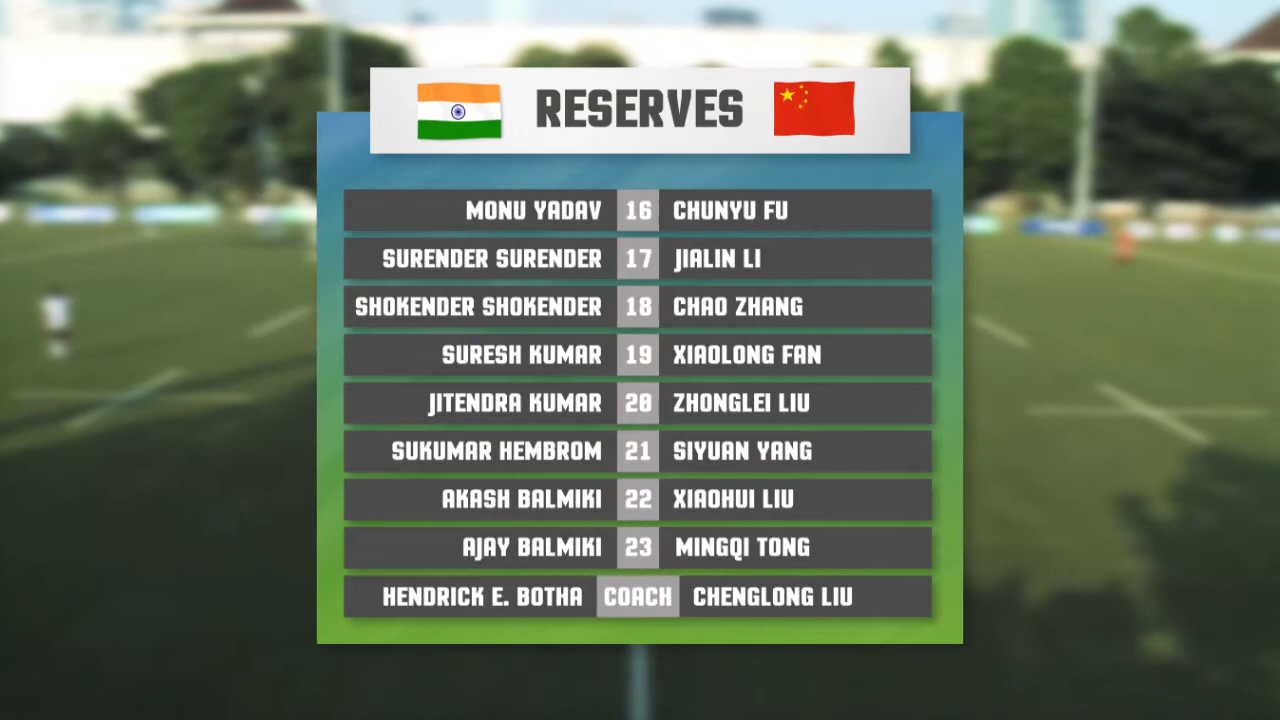 RESERVES
MONU YADAV 16 CHUNYU FU
SURENDER SURENDER 17 JIALIN LI
SHOKENDER SHOKENDER 18 CHAO ZHANG
SURESH KUMAR 19 XIAOLONG FAN
JITENDRA KUMAR 20 ZHONGLEI LIU
SUKUMAR HEMBROM 21 SIYUAN YANG
AKASH BALMIKI 22 XIAOHUI LIU
AJAY BALMIKI 23 MINGQI TONG
HENDRICK E. BOTHA COACH CHENGLONG LIU